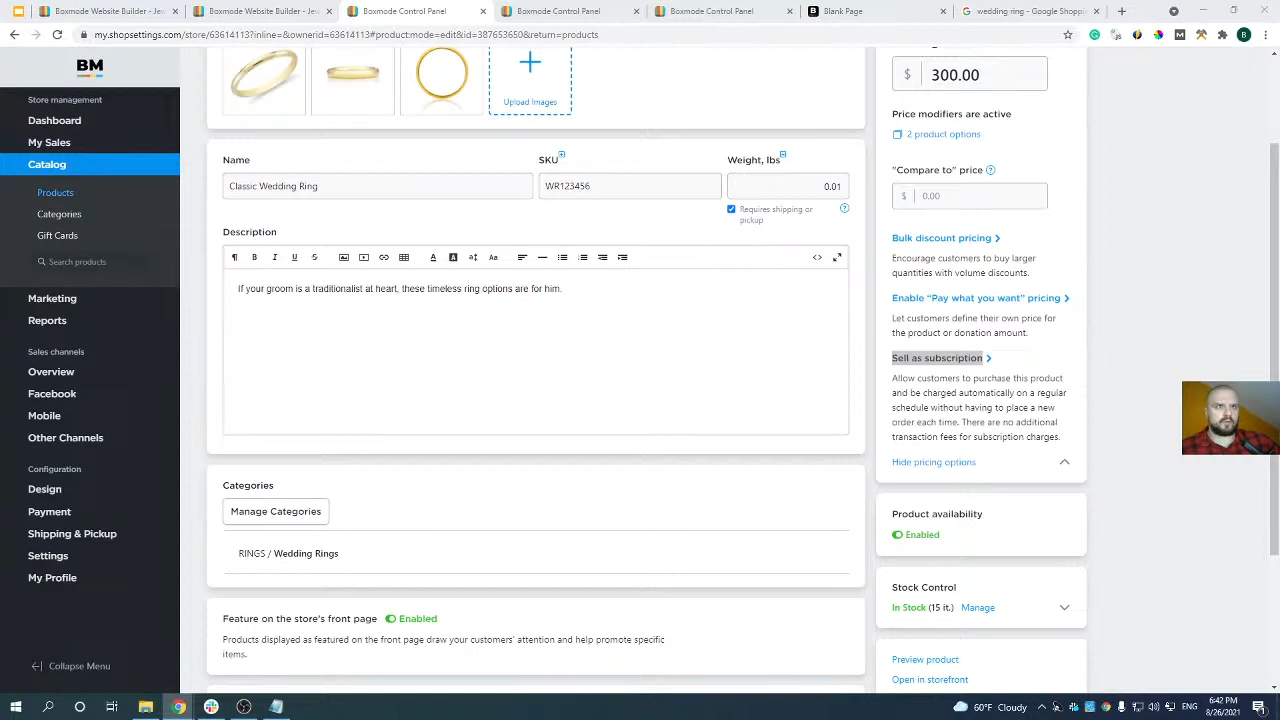 Boxmode Website Builder - Je
Boxmode Website Builder - Je
Boxmode Control Panel
Boxmode Control Panel
Boxmode Control Panel
Blank Page
wedding ring - Google Shoppi
my.shopsettings.com/store/63614113?inline=&ownerid=63614113#product:mode=edit&id=387653650&return=products
BM
Store management
Dashboard
My Sales
Catalog
Products
Categories
Gift Cards
Search products
Marketing
Reports
Sales channels
Overview
Facebook
Mobile
Other Channels
Configuration
Design
Payment
Shipping & Pickup
Settings
My Profile
Collapse Menu
Upload Images
Name
SKU
Weight, lbs
Classic Wedding Ring
WR123456
0.01
Requires shipping or
pickup
Description
If your groom is a traditionalist at heart, these timeless ring options are for him.
Categories
Manage Categories
RINGS / Wedding Rings
Feature on the store's front page Enabled
Products displayed as featured on the front page draw your customers' attention and help promote specific
items.
$ 300.00
Price modifiers are active
2 product options
"Compare to" price
$ 0.00
Bulk discount pricing
Encourage customers to buy larger
quantities with volume discounts.
Enable "Pay what you want" pricing
Let customers define their own price for
the product or donation amount.
Sell as subscription
Allow customers to purchase this product
and be charged automatically on a regular
schedule without having to place a new
order each time. There are no additional
transaction fees for subscription charges.
Hide pricing options
Product availability
Enabled
Stock Control
In Stock (15 it.) Manage
Preview product
Open in storefront
70°F Cloudy
ENG
6:42 PM
8/26/2021